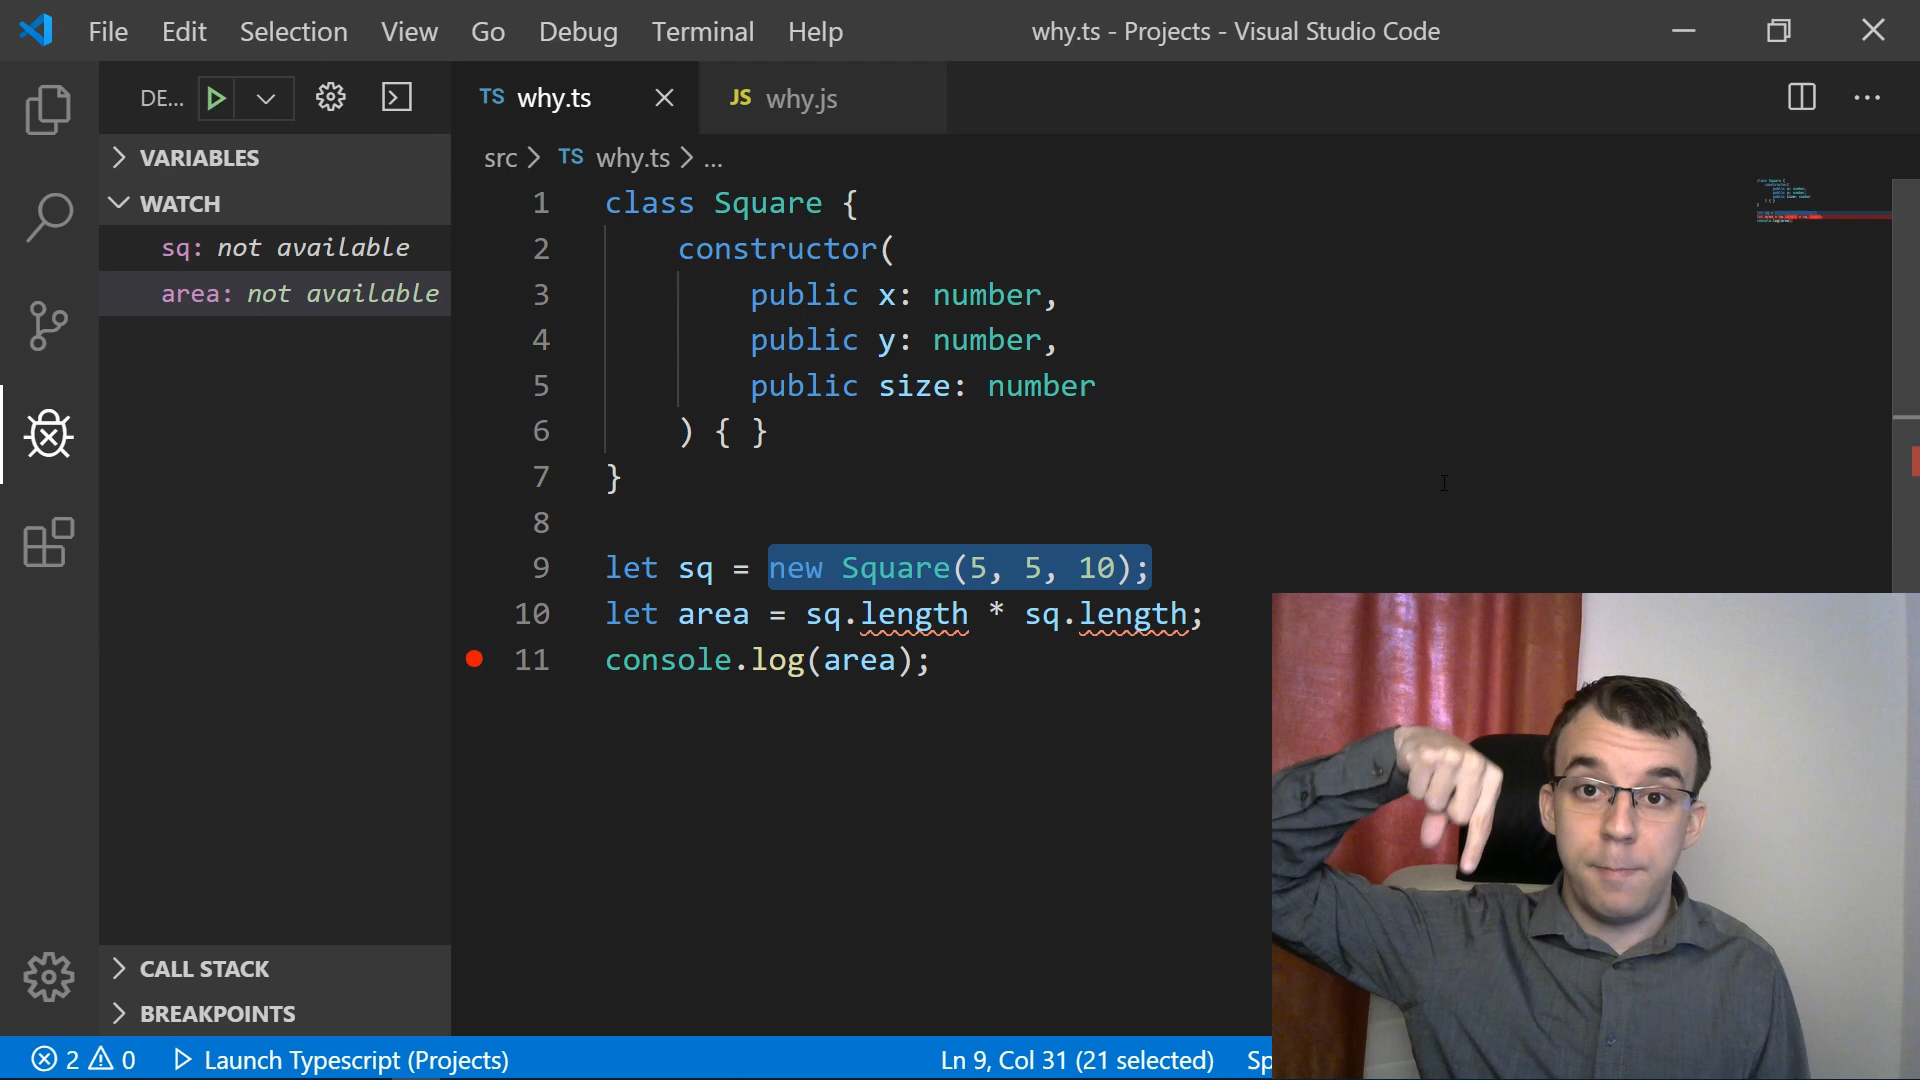 File Edit Selection View Go Debug Terminal Help why.ts - Projects - Visual Studio Code
DE... TS why.ts JS why.js
src > TS why.ts > ...
VARIABLES
WATCH
sq: not available
area: not available
1 class Square {
2 constructor(
3 public x: number,
4 public y: number,
5 public size: number
6 ) { }
7 }
8
9 let sq = new Square(5, 5, 10);
10 let area = sq.length * sq.length;
11 console.log(area);
CALL STACK
BREAKPOINTS
2 0 Launch Typescript (Projects) Ln 9, Col 31 (21 selected) Sp